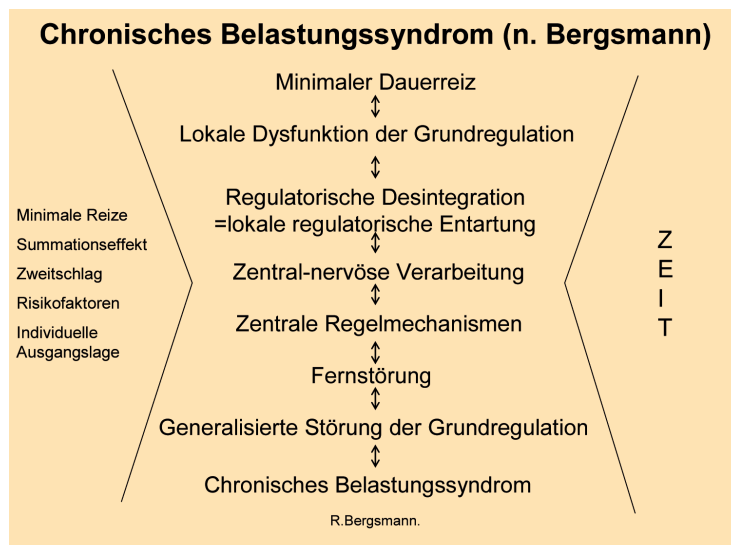 Chronisches Belastungssyndrom (n. Bergsmann)
Minimaler Dauerreiz
Lokale Dysfunktion der Grundregulation
Regulatorische Desintegration
=lokale regulatorische Entartung
Zentral-nervöse Verarbeitung
Zentrale Regelmechanismen
Fernstörung
Generalisierte Störung der Grundregulation
Chronisches Belastungssyndrom
R.Bergsmann.
Minimale Reize
Summationseffekt
Zweitschlag
Risikofaktoren
Individuelle
Ausgangslage
Z
E
I
T